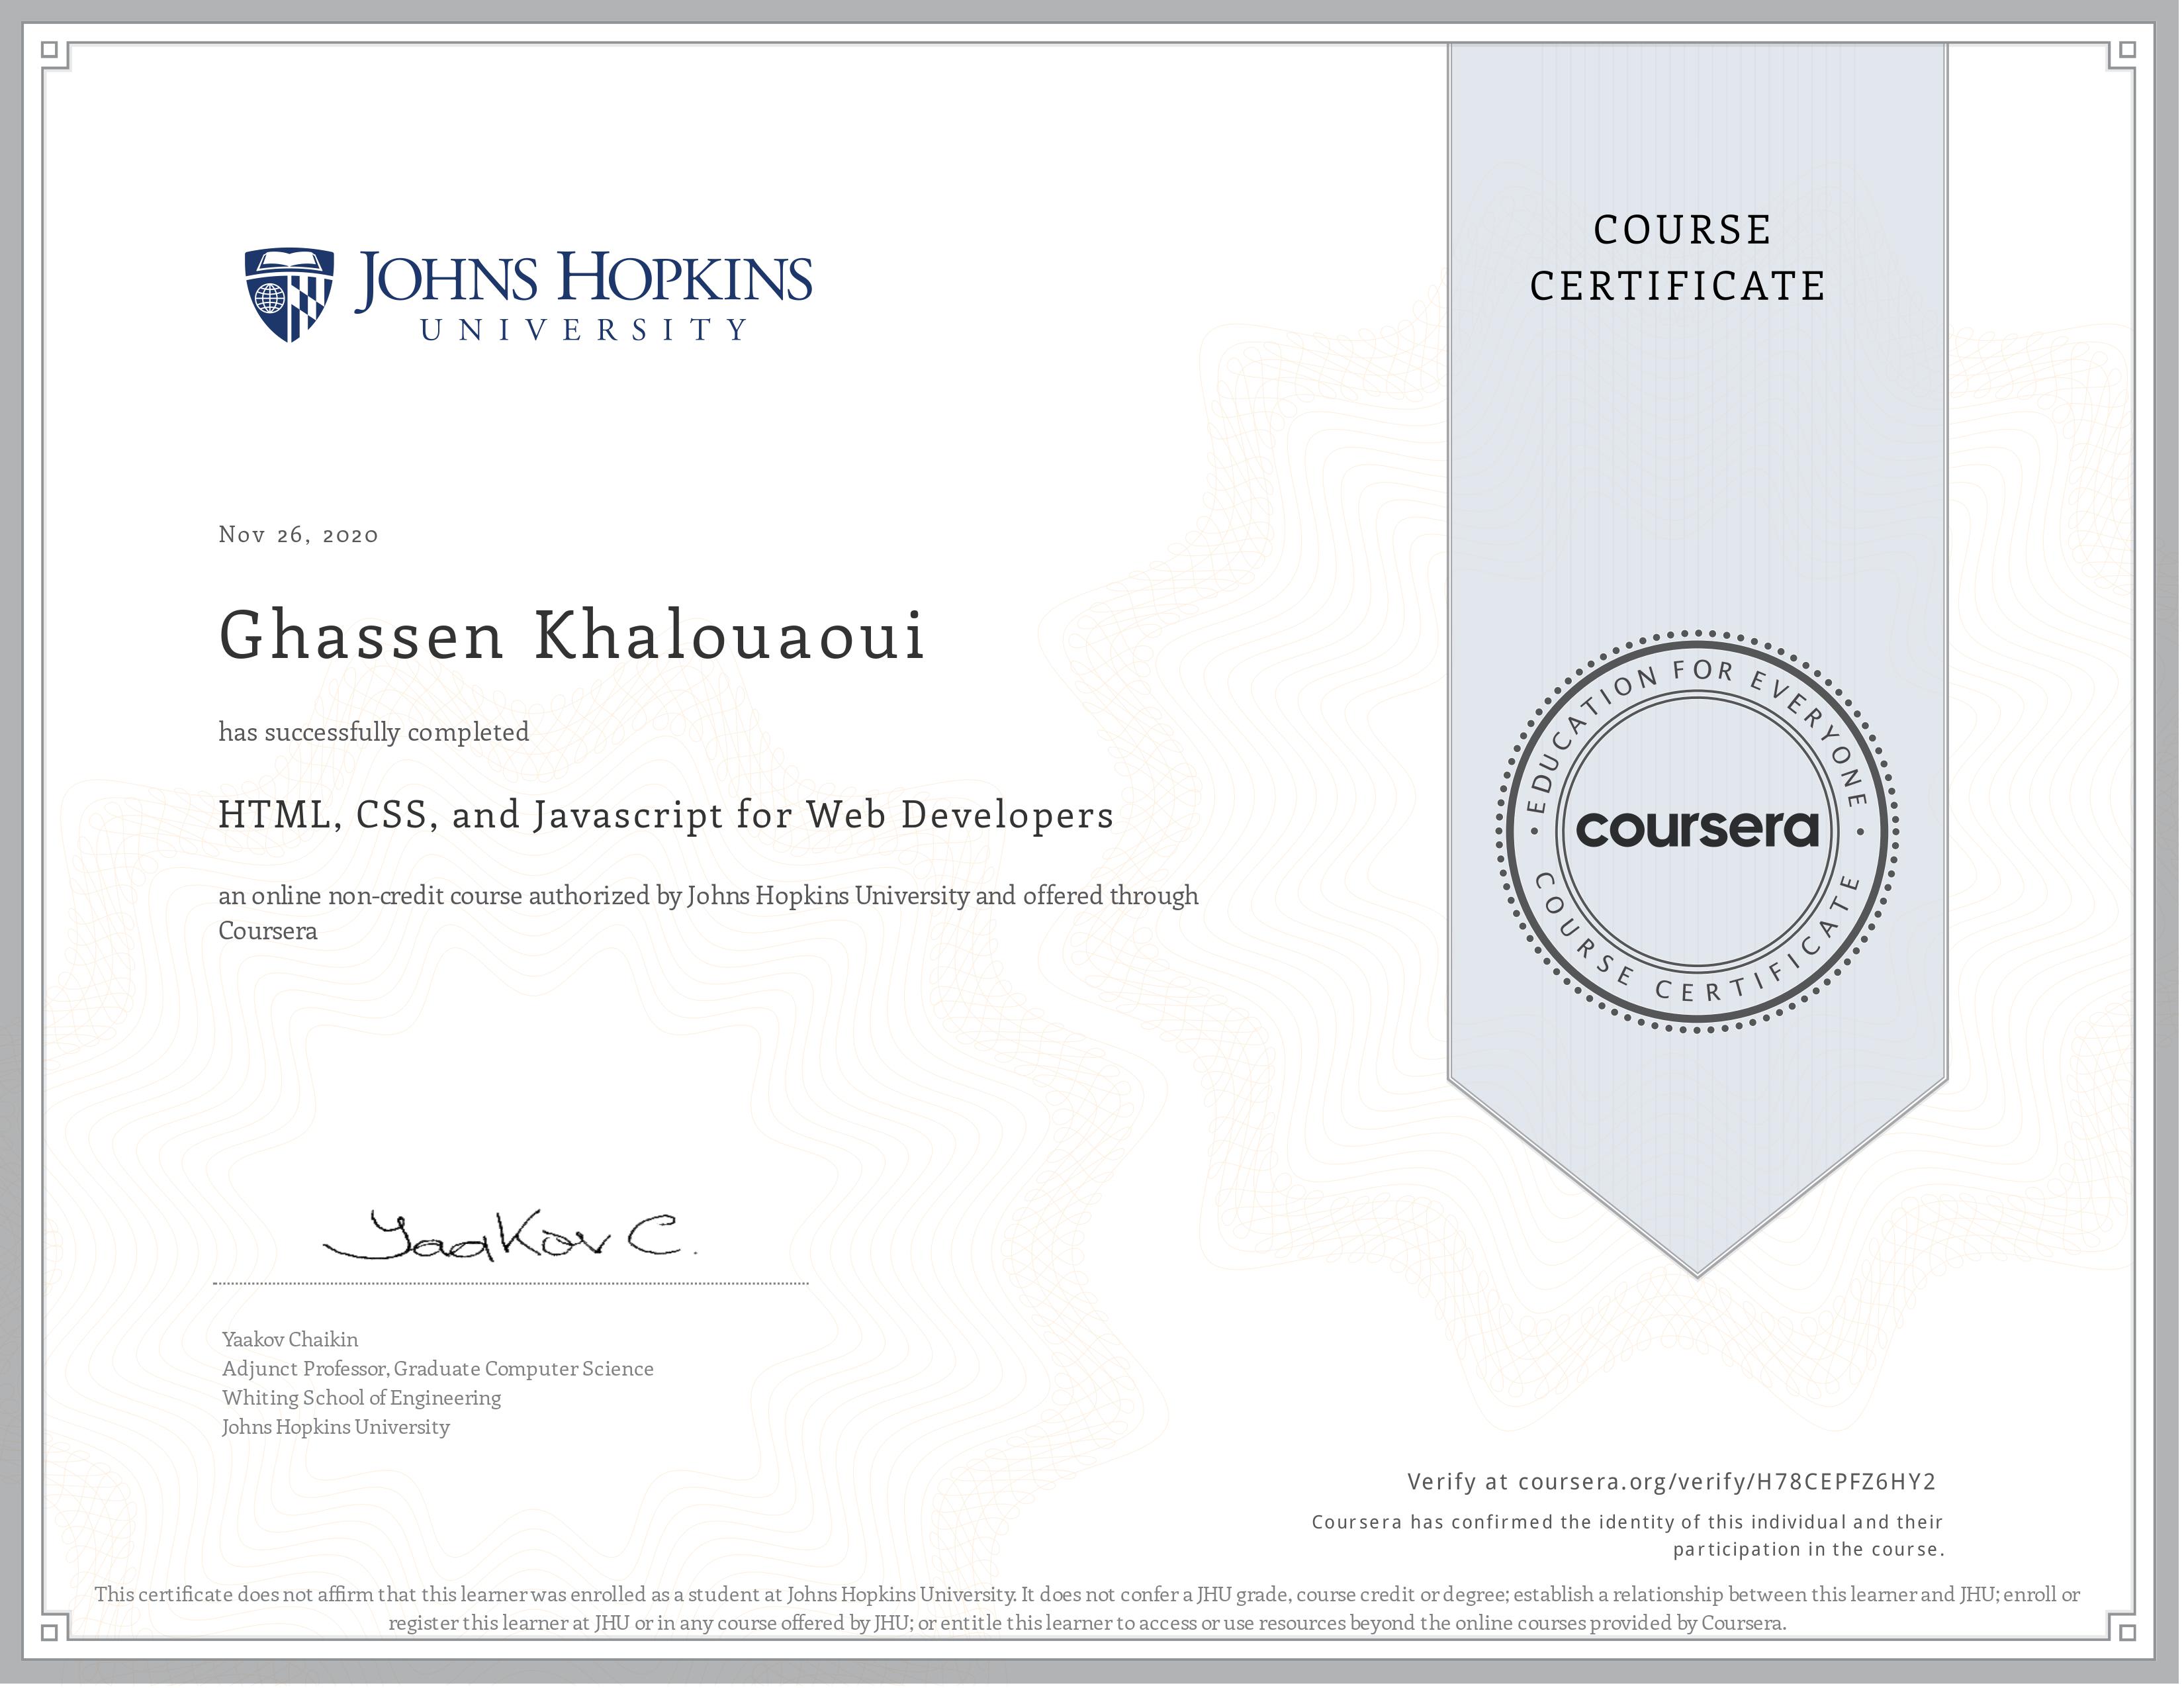 JOHNS HOPKINS
UNIVERSITY
COURSE
CERTIFICATE
Nov 26, 2020
Ghassen Khalouaoui
has successfully completed
HTML, CSS, and Javascript for Web Developers
an online non-credit course authorized by Johns Hopkins University and offered through
Coursera
EDUCATION FOR EVERYONE
coursera
COURSE CERTIFICATE
Yaakov C.
Yaakov Chaikin
Adjunct Professor, Graduate Computer Science
Whiting School of Engineering
Johns Hopkins University
Verify at coursera.org/verify/H78CEPFZ6HY2
Coursera has confirmed the identity of this individual and their
participation in the course.
This certificate does not affirm that this learner was enrolled as a student at Johns Hopkins University. It does not confer a JHU grade, course credit or degree; establish a relationship between this learner and JHU; enroll or
register this learner at JHU or in any course offered by JHU; or entitle this learner to access or use resources beyond the online courses provided by Coursera.